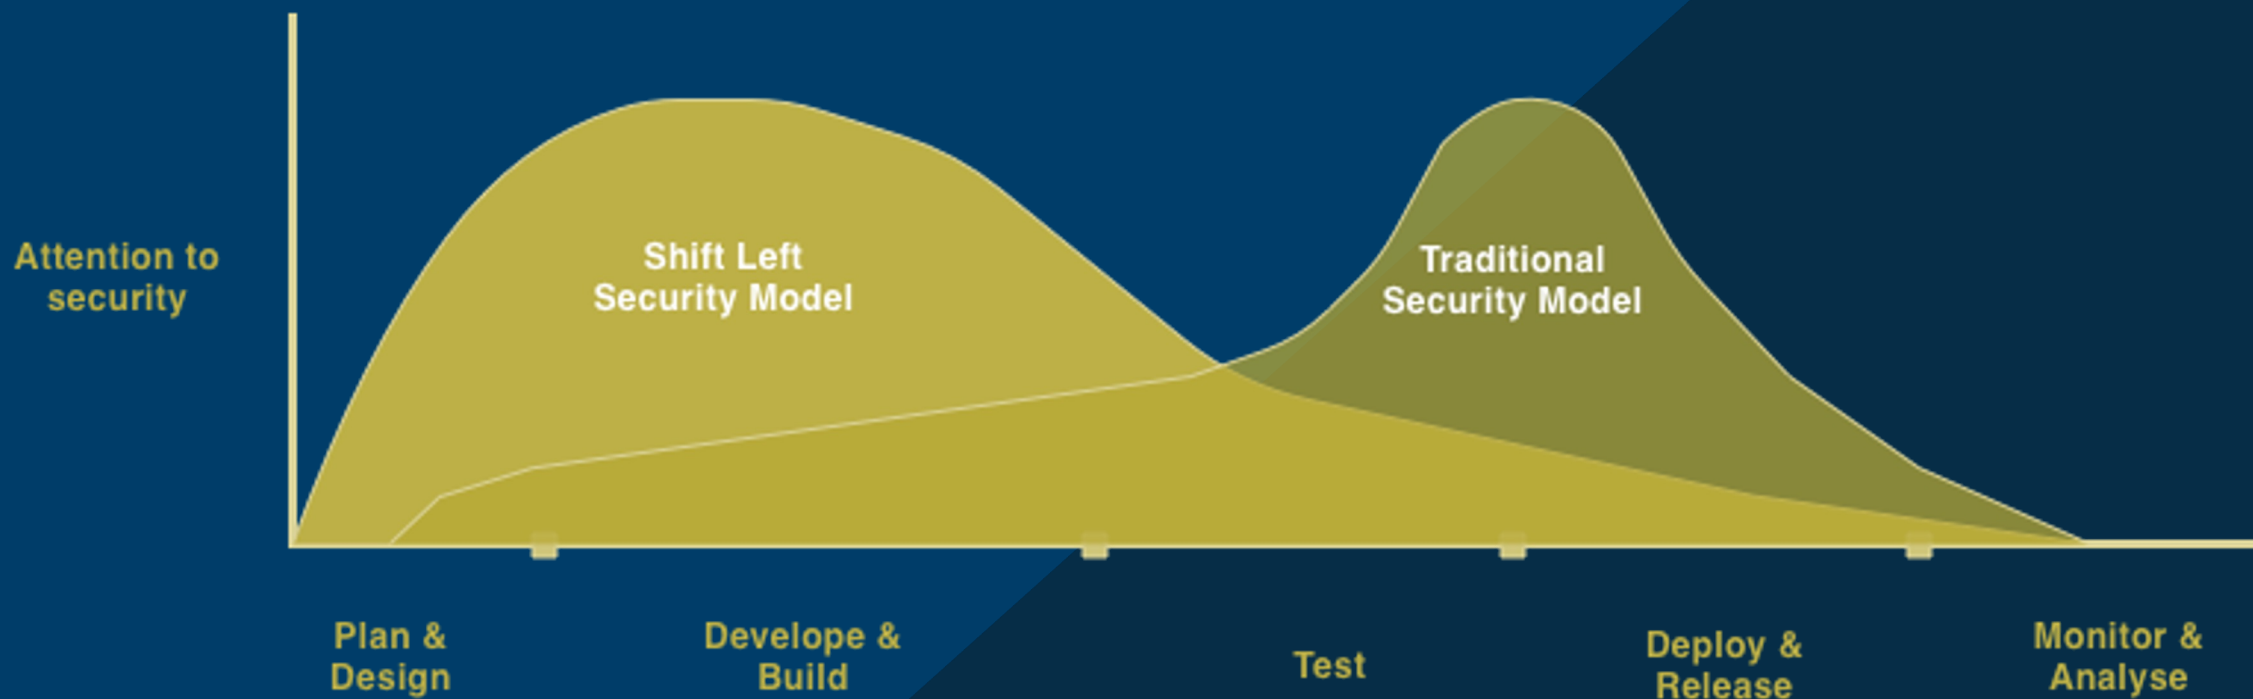 Attention to
security
Shift Left
Security Model
Traditional
Security Model
Plan &
Design
Develope &
Build
Test
Deploy &
Release
Monitor &
Analyse